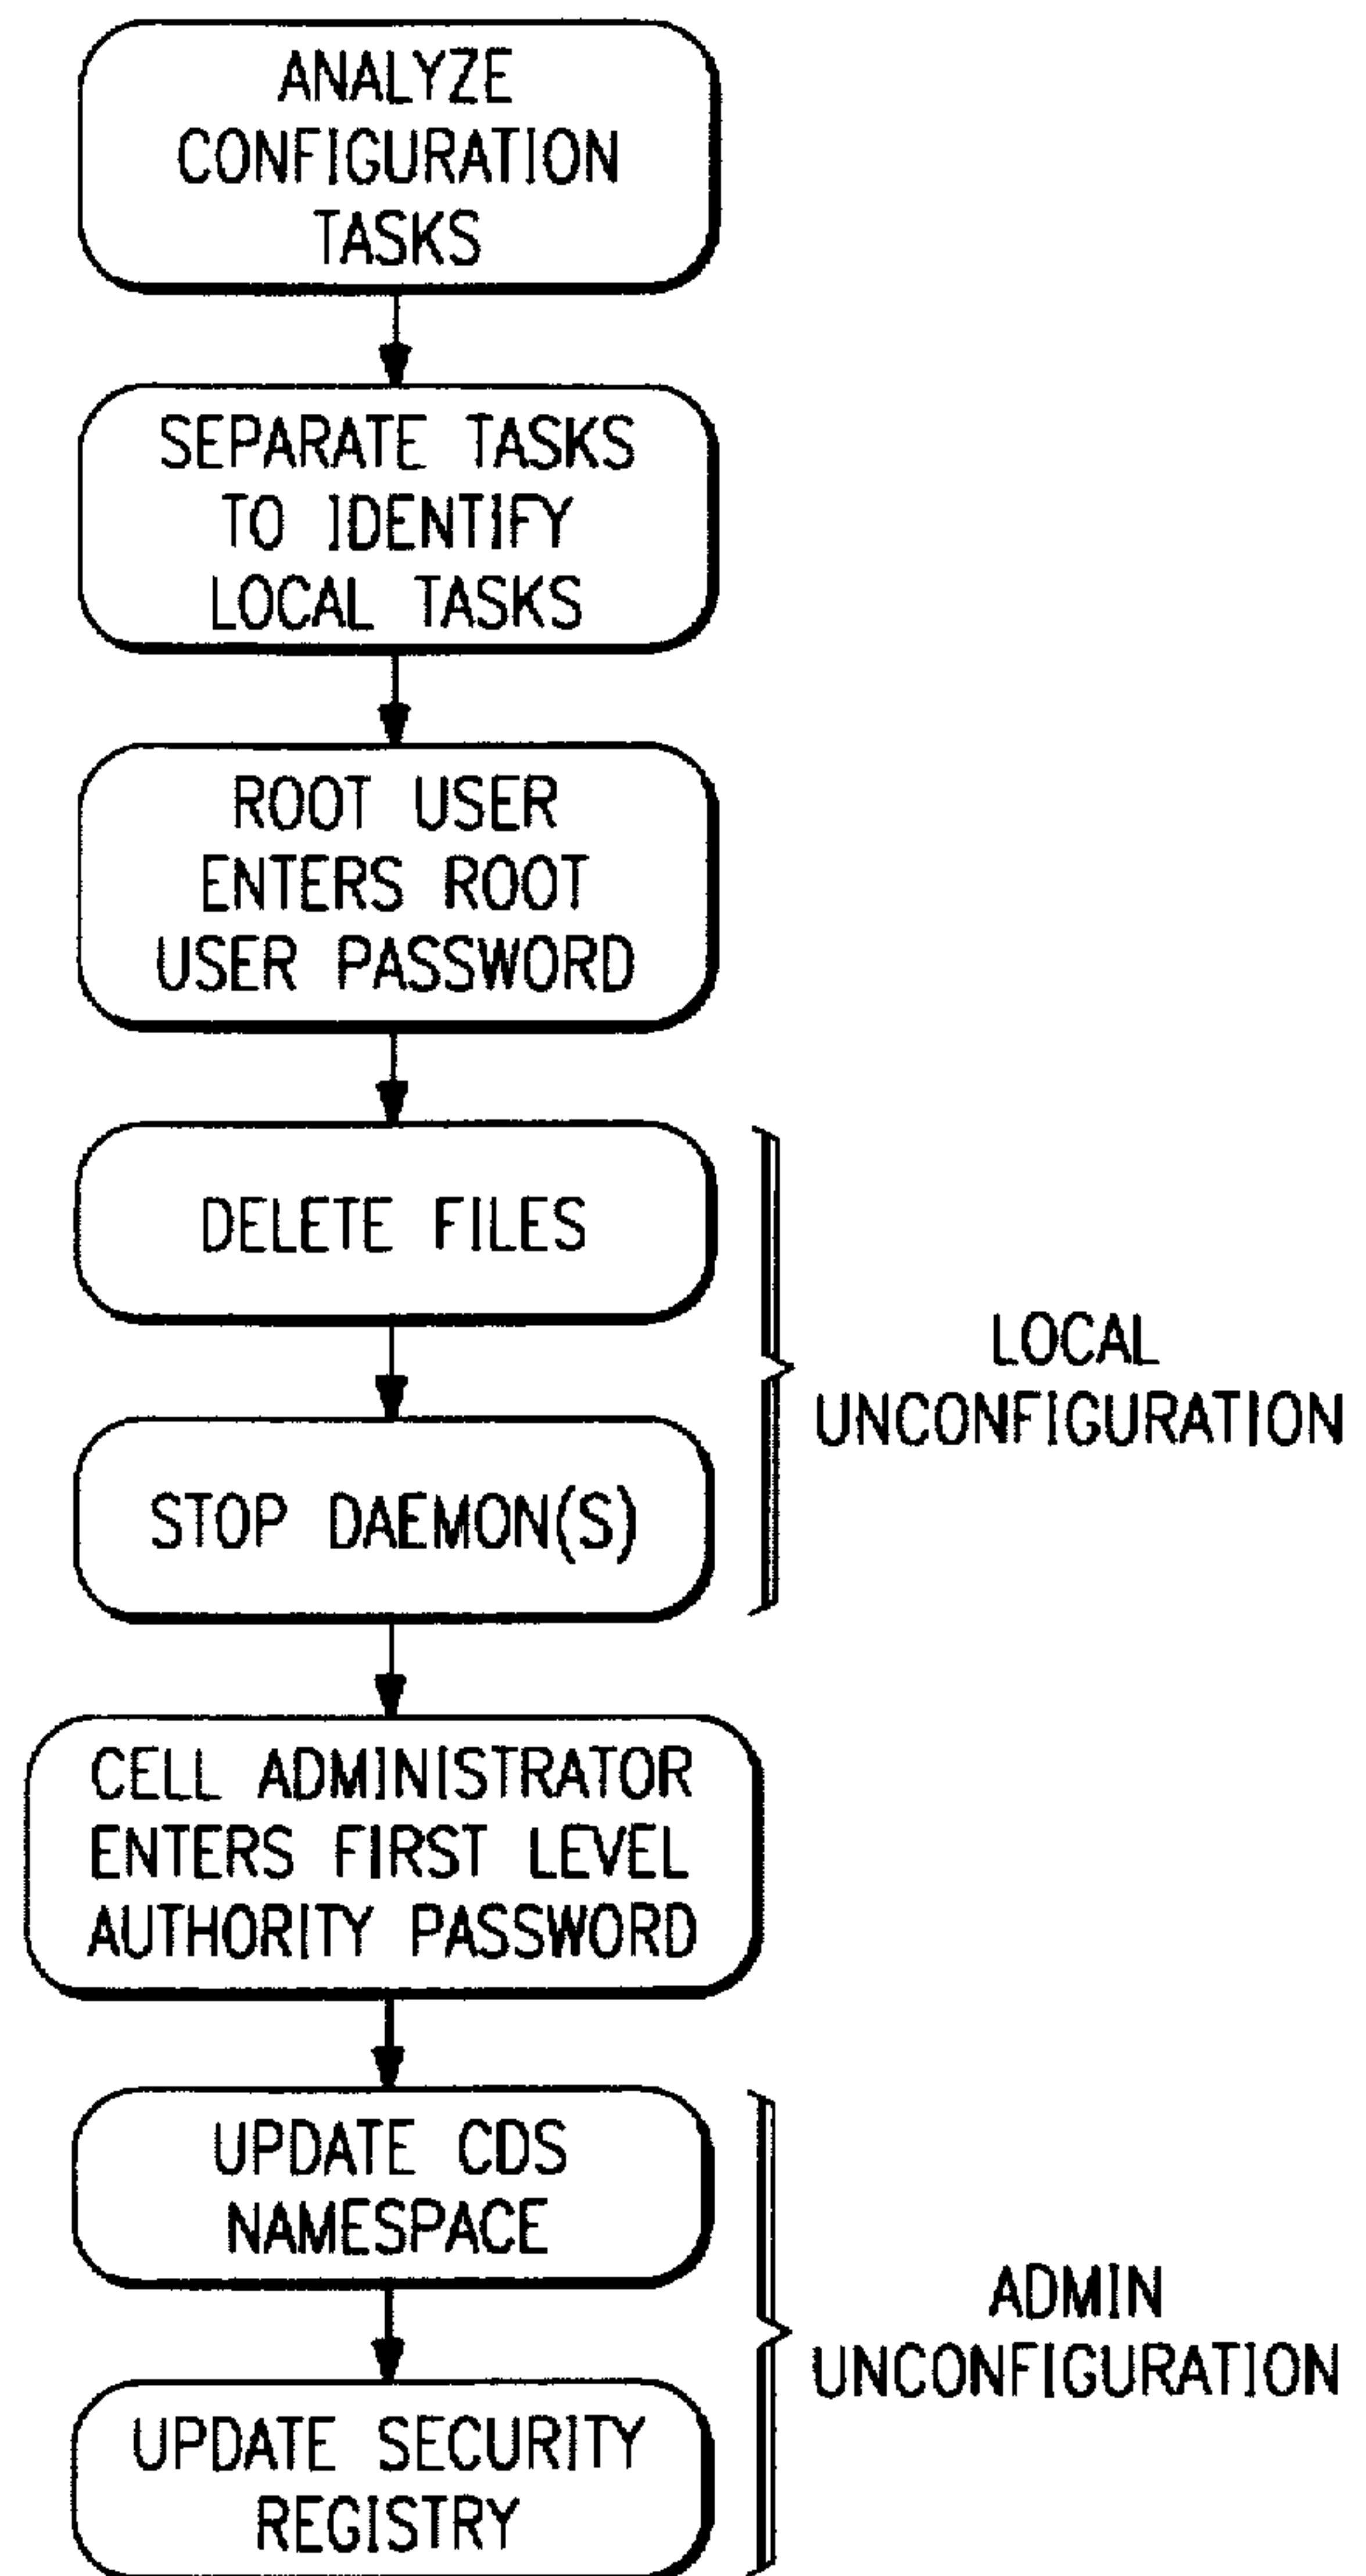 ANALYZE
CONFIGURATION
TASKS
SEPARATE TASKS
TO IDENTIFY
LOCAL TASKS
ROOT USER
ENTERS ROOT
USER PASSWORD
DELETE FILES
STOP DAEMON(S)
LOCAL
UNCONFIGURATION
CELL ADMINISTRATOR
ENTERS FIRST LEVEL
AUTHORITY PASSWORD
UPDATE CDS
NAMESPACE
UPDATE SECURITY
REGISTRY
ADMIN
UNCONFIGURATION